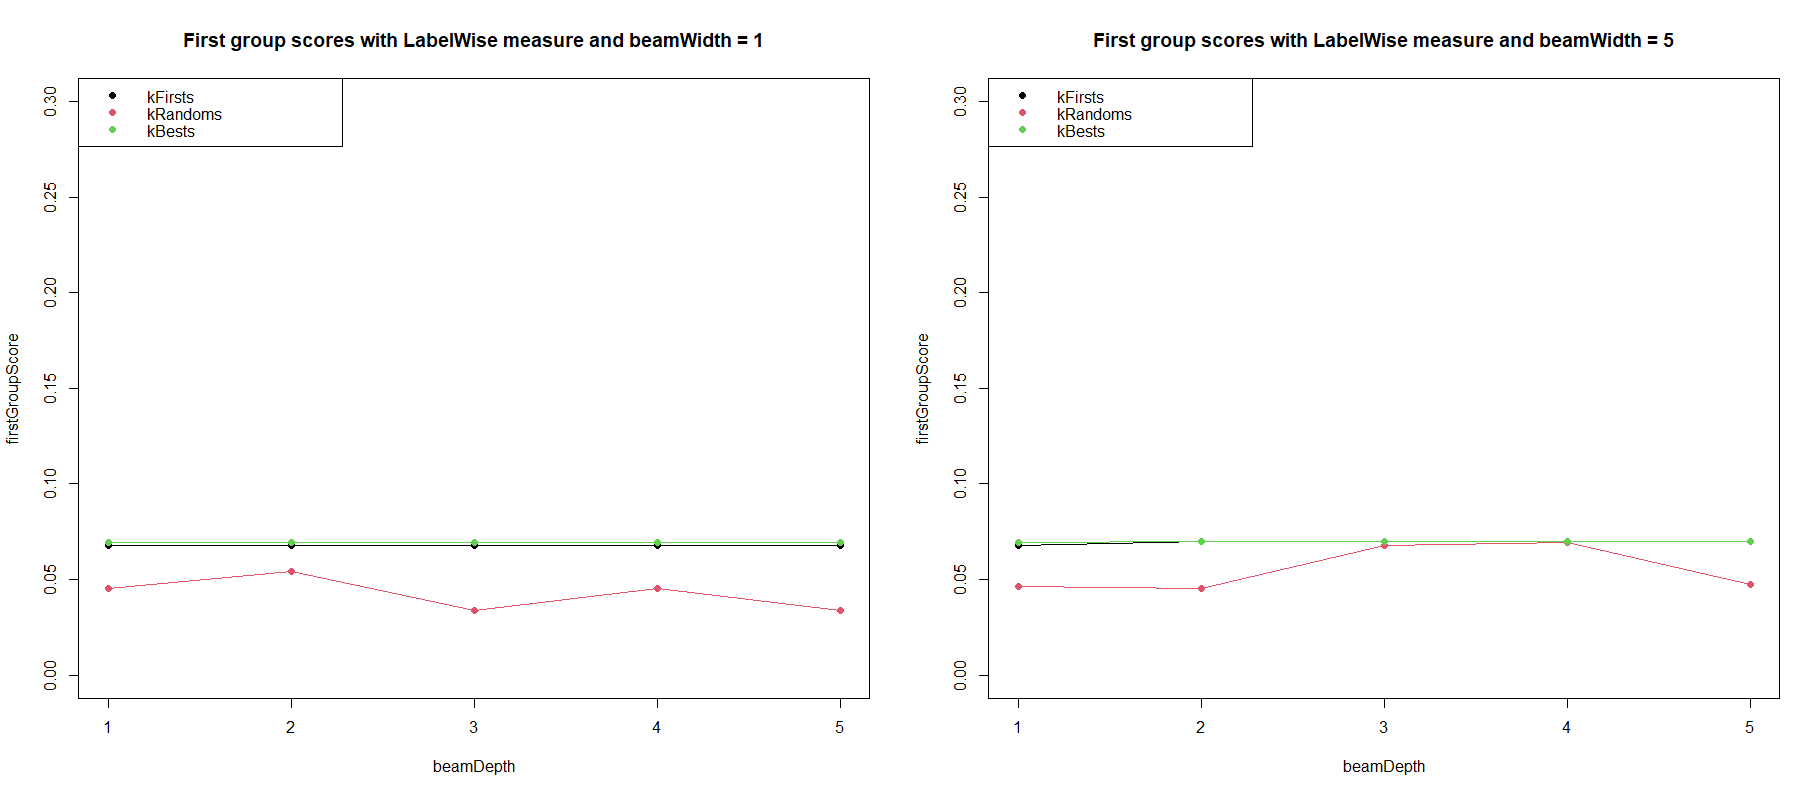 First group scores with LabelWise measure and beamWidth = 1
kFirsts
kRandoms
kBests
0.30
0.25
0.20
0.15
0.10
0.05
0.00
firstGroupScore
1 2 3 4 5
beamDepth
First group scores with LabelWise measure and beamWidth = 5
kFirsts
kRandoms
kBests
0.30
0.25
0.20
0.15
0.10
0.05
0.00
firstGroupScore
1 2 3 4 5
beamDepth